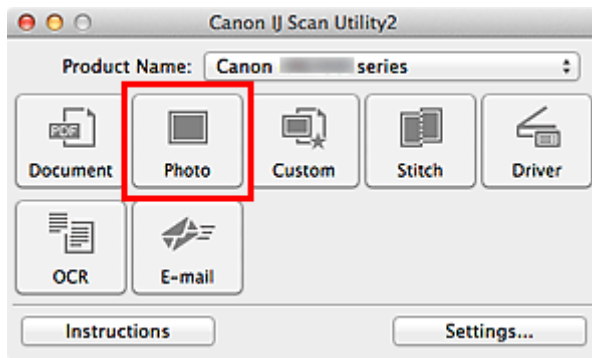 Canon IJ Scan Utility2
Product Name: Canon series
Document Photo Custom Stitch Driver
PDF
OCR E-mail
Instructions Settings...